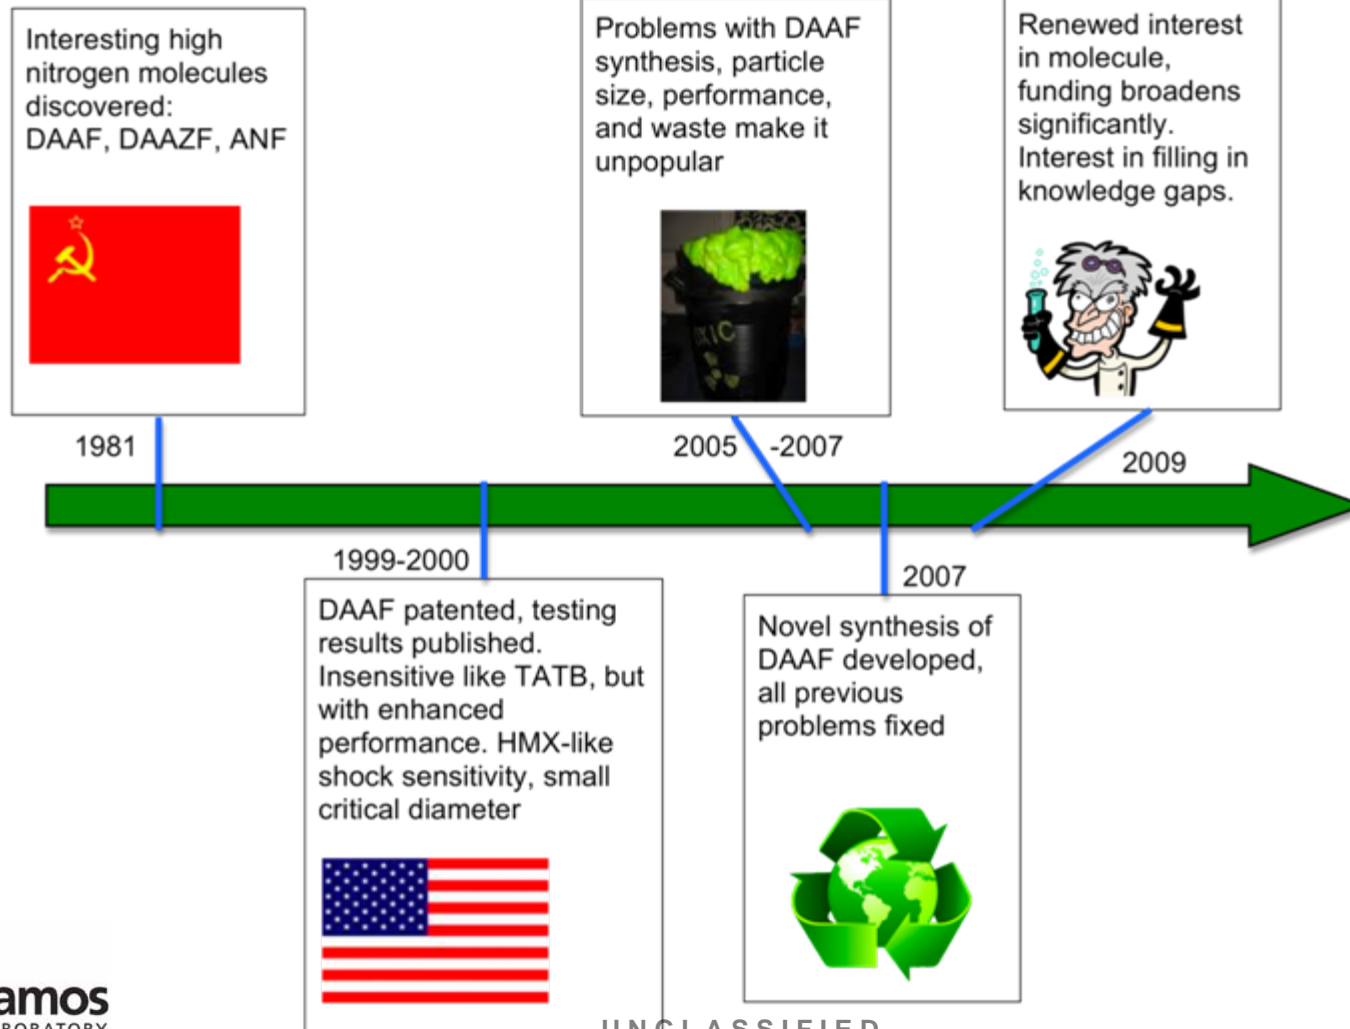 Interesting high
nitrogen molecules
discovered:
DAAF, DAAZF, ANF
1981
Problems with DAAF
synthesis, particle
size, performance,
and waste make it
unpopular
2005 -2007
Renewed interest
in molecule,
funding broadens
significantly.
Interest in filling in
knowledge gaps.
2009
1999-2000
DAAF patented, testing
results published.
Insensitive like TATB, but
with enhanced
performance. HMX-like
shock sensitivity, small
critical diameter
2007
Novel synthesis of
DAAF developed,
all previous
problems fixed
amos
UNCLASSIFIED